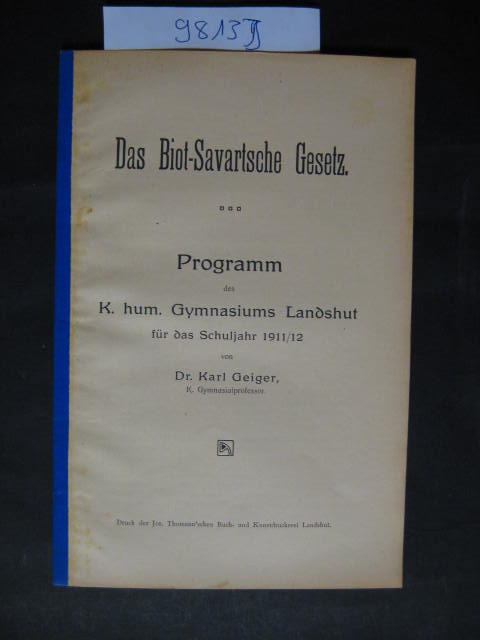 9813
Das Biot-Savartsche Gesetz.
Programm
des
K. hum. Gymnasiums Landshut
für das Schuljahr 1911/12
von
Dr. Karl Geiger,
K. Gymnasialprofessor.
Druck der Jos. Thomann'schen Buch- und Kunstdruckerei Landshut.